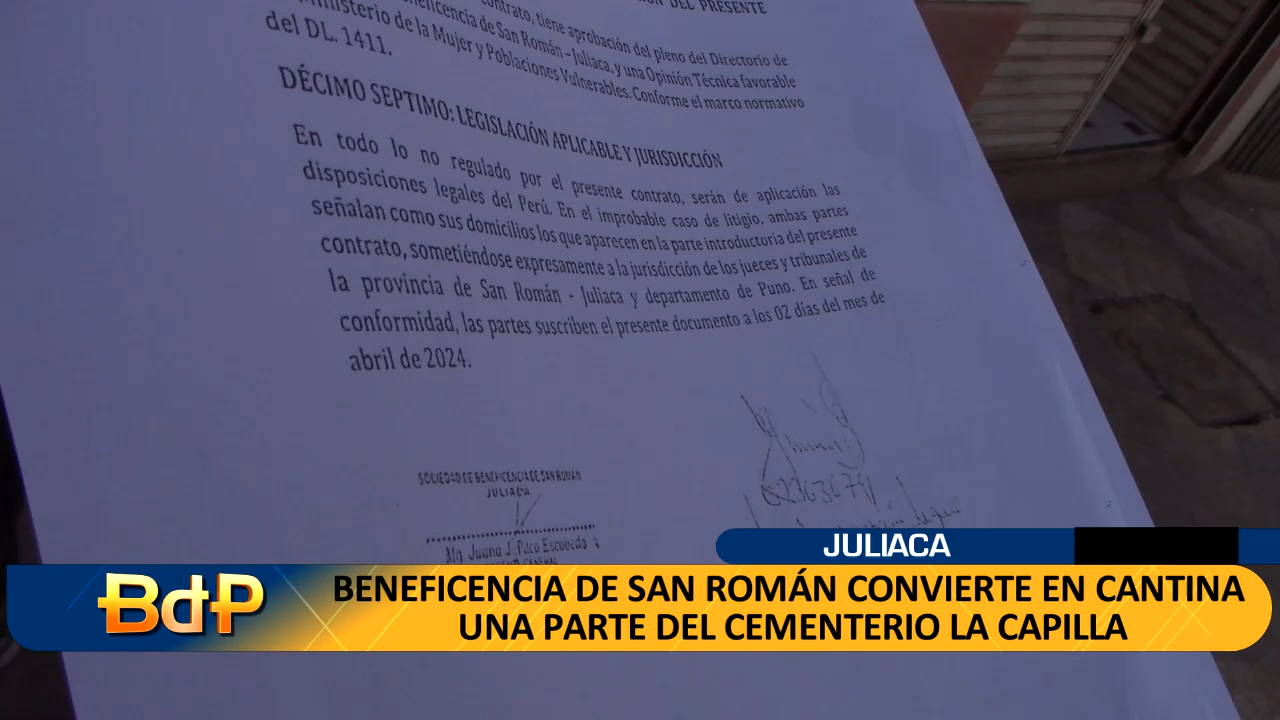 DEL PRESENTE
contrato, tiene aprobación del pleno del Directorio de
de San Román – Juliaca, y una Opinión Técnica favorable
Ministerio de la Mujer y Poblaciones Vulnerables. Conforme el marco normativo
del DL. 1411.
DÉCIMO SEPTIMO: LEGISLACIÓN APLICABLE Y JURISDICCIÓN
En todo lo no regulado por el presente contrato, serán de aplicación las
disposiciones legales del Perú. En el improbable caso de litigio, ambas partes
señalan como sus domicilios los que aparecen en la parte introductoria del presente
contrato, sometiéndose expresamente a la jurisdicción de los jueces y tribunales de
la provincia de San Román - Juliaca y departamento de Puno. En señal de
conformidad, las partes suscriben el presente documento a los 02 días del mes de
abril de 2024.
SOCIEDAD DE BENEFICENCIA DE SAN ROMAN
JULIACA
Juana J. Paco Escobedo
JULIACA
BdP
BENEFICENCIA DE SAN ROMÁN CONVIERTE EN CANTINA
UNA PARTE DEL CEMENTERIO LA CAPILLA